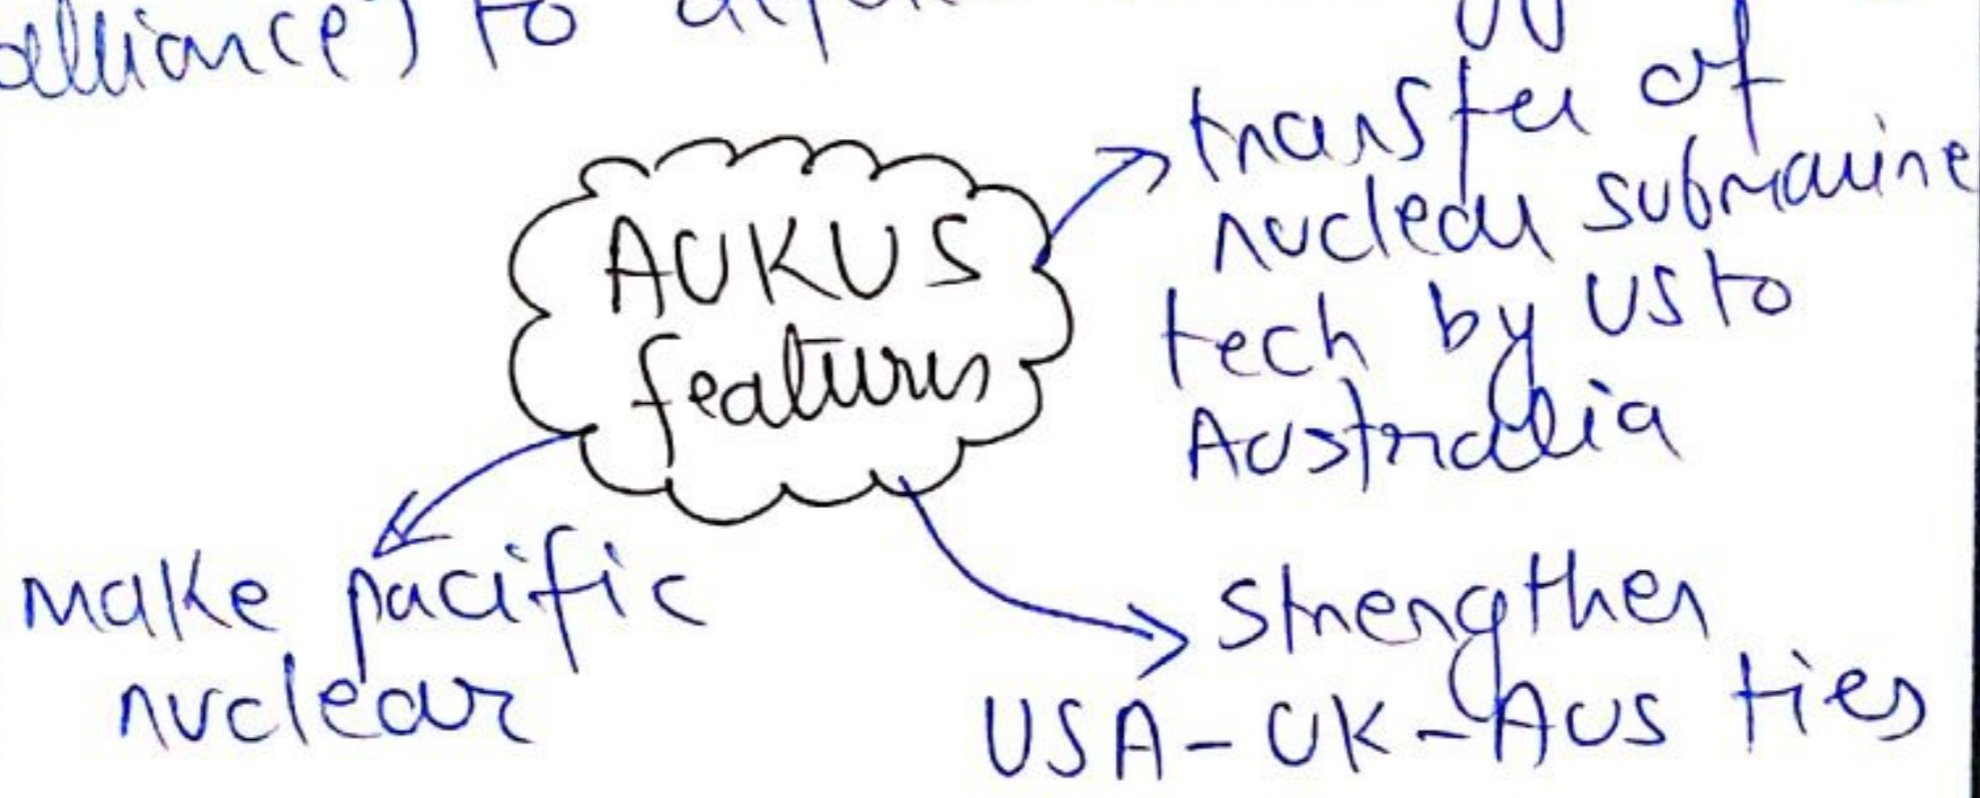 alliance) to
AUKUS
features
transfer of
nuclear submarine
tech by US to
Australia
make pacific
nuclear
strengthen
USA-UK-AUS ties